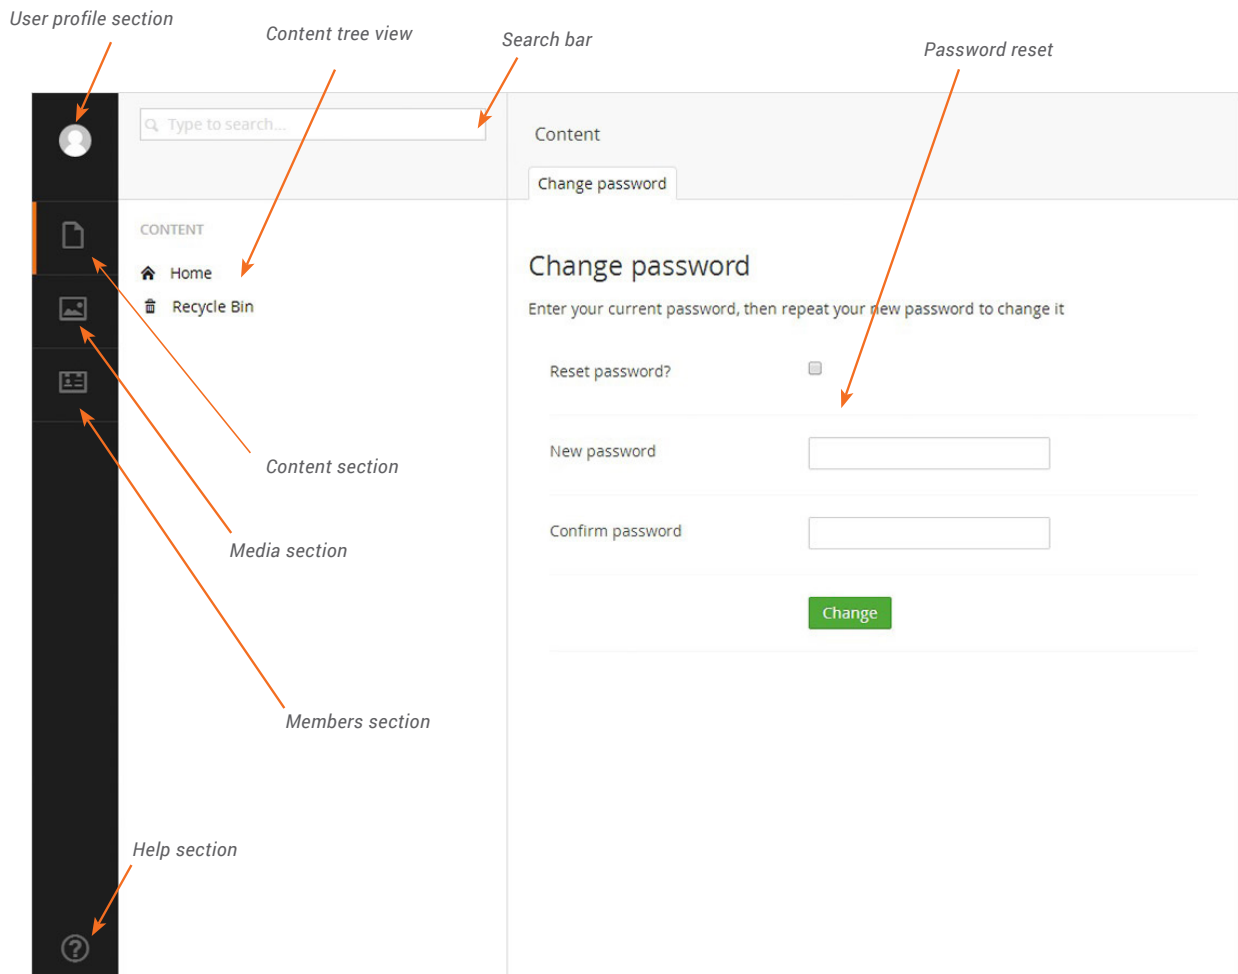 User profile section
Content tree view
Search bar
Password reset
Type to search...
Content
Change password
CONTENT
Home
Recycle Bin
Change password
Enter your current password, then repeat your new password to change it
Reset password?
New password
Confirm password
Change
Content section
Media section
Members section
Help section